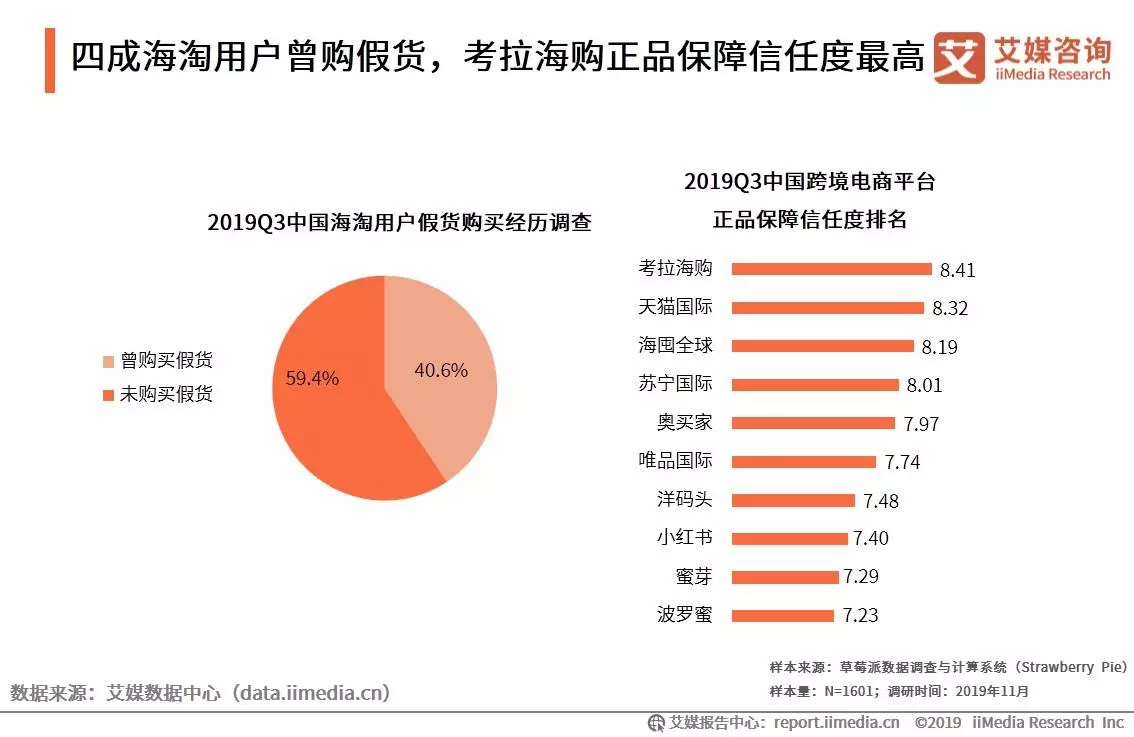 四成海淘用户曾购假货，考拉海购正品保障信任度最高
艾媒咨询
iiMedia Research
2019Q3中国海淘用户假货购买经历调查
曾购买假货
未购买假货
59.4%
40.6%
2019Q3中国跨境电商平台
正品保障信任度排名
考拉海购 8.41
天猫国际 8.32
海囤全球 8.19
苏宁国际 8.01
奥买家 7.97
唯品国际 7.74
洋码头 7.48
小红书 7.40
蜜芽 7.29
波罗蜜 7.23
样本来源：草莓派数据调查与计算系统（Strawberry Pie）
样本量：N=1601；调研时间：2019年11月
数据来源：艾媒数据中心（data.iimedia.cn）
艾媒报告中心：report.iimedia.cn ©2019 iiMedia Research Inc